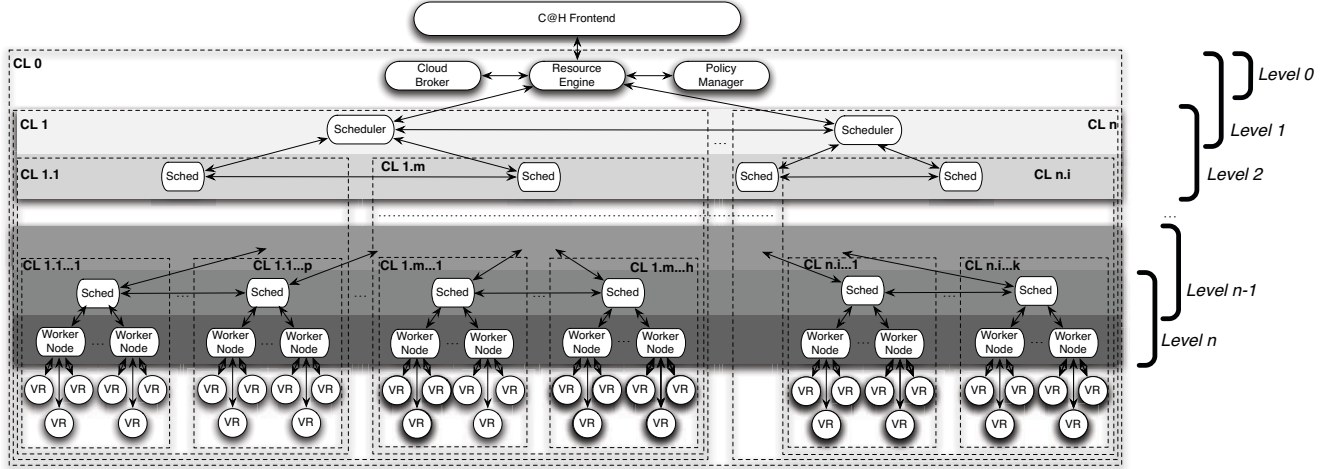 C@H Frontend
CL 0
Cloud
Broker
Resource
Engine
Policy
Manager
Level 0
CL 1
Scheduler
...
Scheduler
CL n
Level 1
CL 1.1
Sched
CL 1.m
Sched
Sched
Sched
CL n.i
Level 2
...
CL 1.1...1
CL 1.1...p
CL 1.m...1
CL 1.m...h
CL n.i...1
CL n.i...k
Level n-1
Sched
...
Sched
...
Sched
...
Sched
Sched
...
Sched
Level n
Worker
Node
...
Worker
Node
Worker
Node
...
Worker
Node
Worker
Node
...
Worker
Node
Worker
Node
...
Worker
Node
Worker
Node
...
Worker
Node
Worker
Node
...
Worker
Node
VR VR VR VR VR VR VR VR VR VR VR VR VR VR VR VR VR VR VR VR VR VR VR VR
VR VR VR VR VR VR VR VR VR VR VR VR